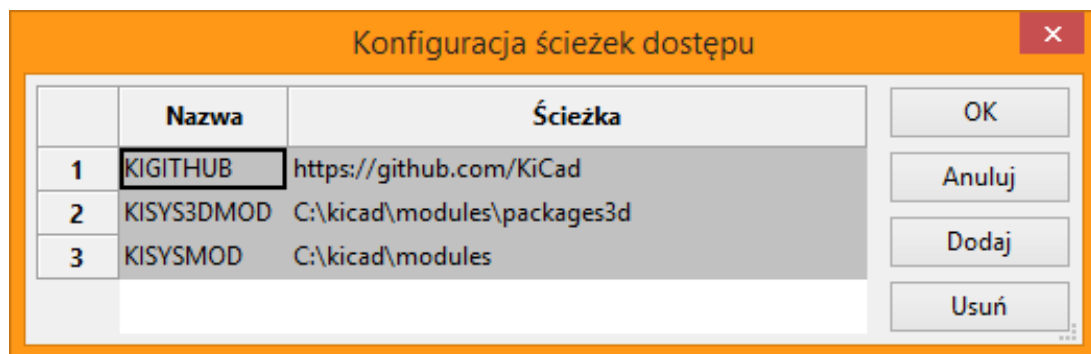 Konfiguracja ścieżek dostępu
×
Nazwa Ścieżka
1 KIGITHUB https://github.com/KiCad
2 KISYS3DMOD C:\kicad\modules\packages3d
3 KISYSMOD C:\kicad\modules
OK
Anuluj
Dodaj
Usuń